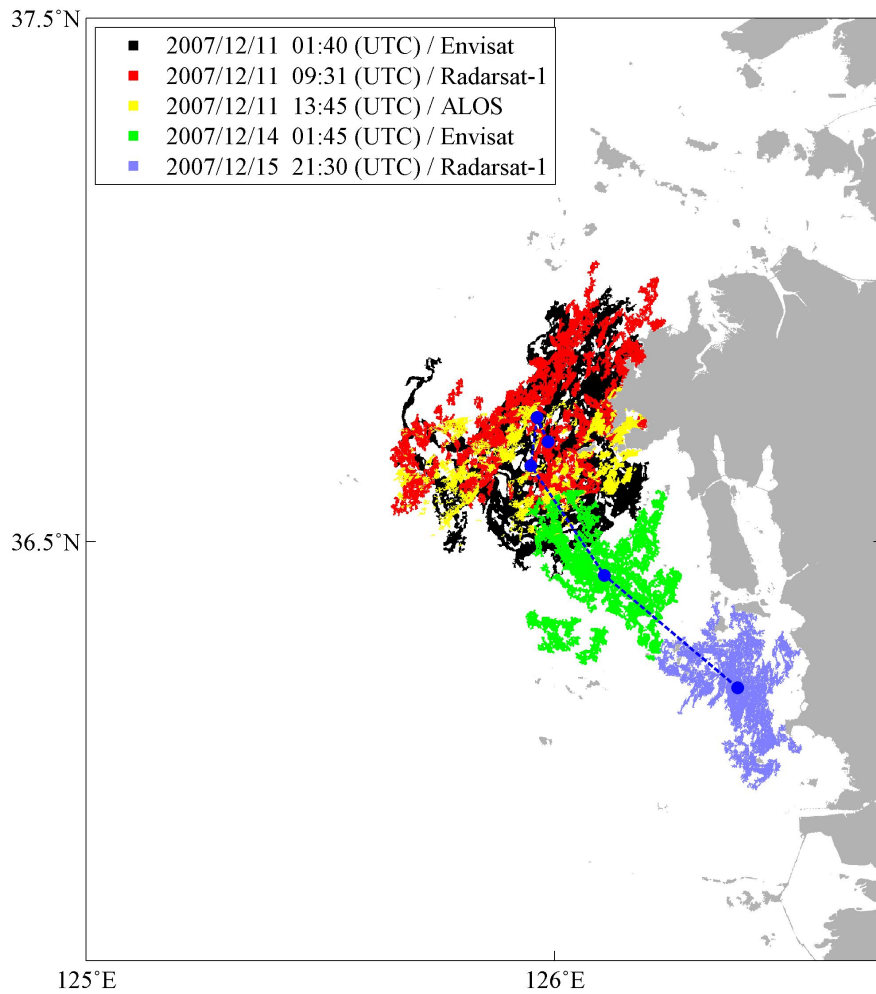 37.5˚N
2007/12/11 01:40 (UTC) / Envisat
2007/12/11 09:31 (UTC) / Radarsat-1
2007/12/11 13:45 (UTC) / ALOS
2007/12/14 01:45 (UTC) / Envisat
2007/12/15 21:30 (UTC) / Radarsat-1
36.5˚N
125˚E
126˚E